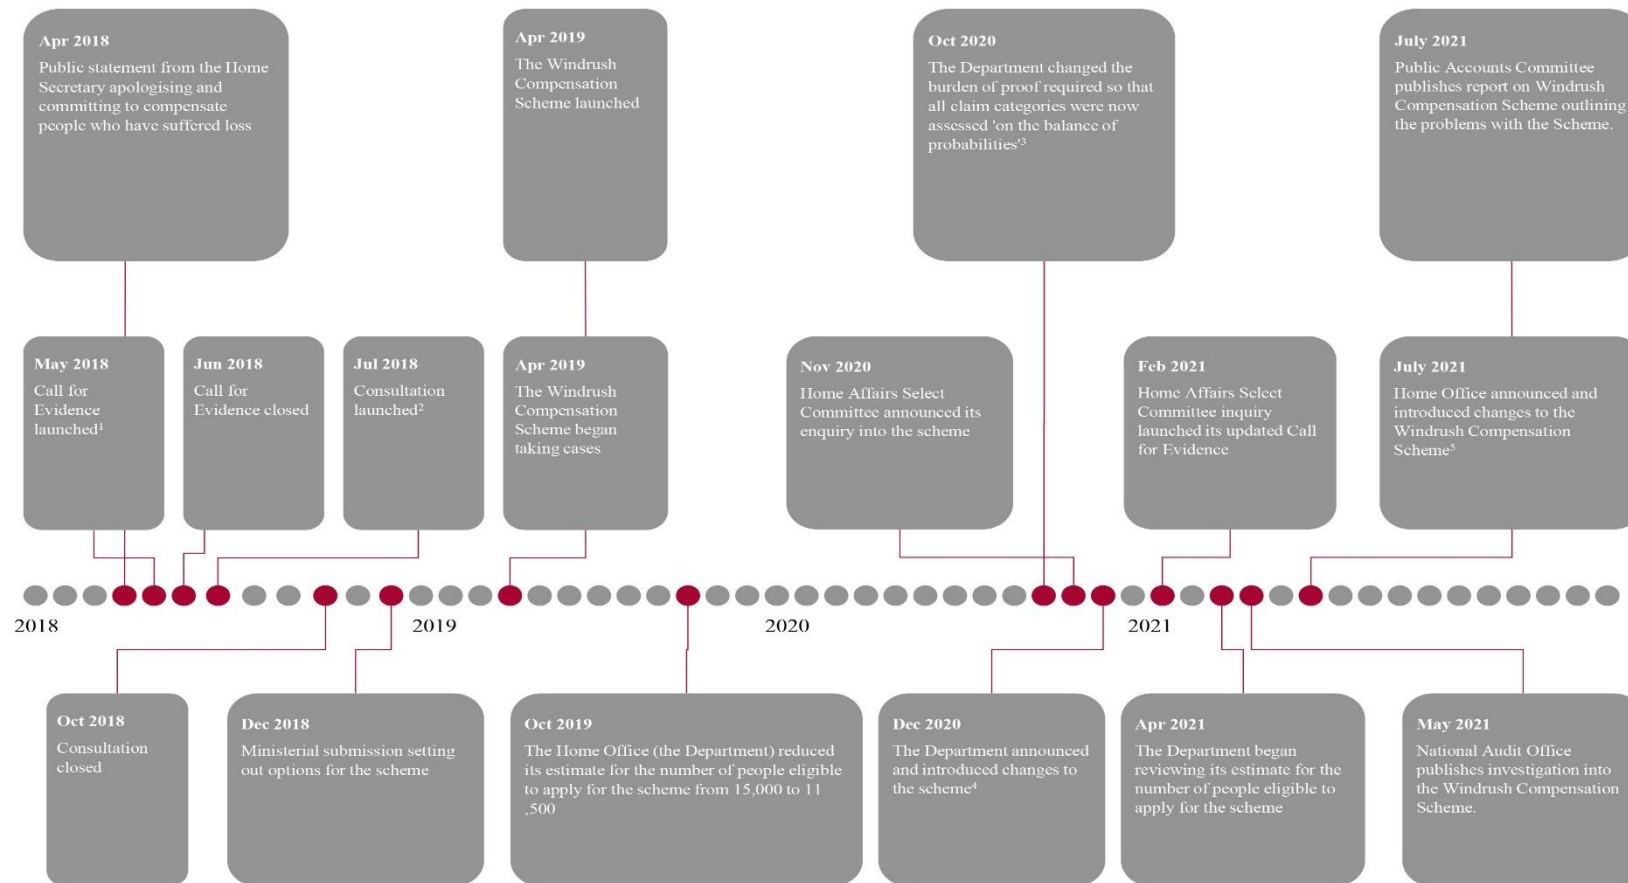 Apr 2018
Public statement from the Home
Secretary apologising and
committing to compensate
people who have suffered loss
Apr 2019
The Windrush
Compensation
Scheme launched
Oct 2020
The Department changed the
burden of proof required so that
all claim categories were now
assessed 'on the balance of
probabilities'³
July 2021
Public Accounts Committee
publishes report on Windrush
Compensation Scheme outlining
the problems with the Scheme.
May 2018
Call for
Evidence
launched¹
Jun 2018
Call for
Evidence closed
Jul 2018
Consultation
launched²
Apr 2019
The Windrush
Compensation
Scheme began
taking cases
Nov 2020
Home Affairs Select
Committee announced its
enquiry into the scheme
Feb 2021
Home Affairs Select
Committee inquiry
launched its updated Call
for Evidence
July 2021
Home Office announced and
introduced changes to the
Windrush Compensation
Scheme⁵
2018
2019
2020
2021
Oct 2018
Consultation
closed
Dec 2018
Ministerial submission setting
out options for the scheme
Oct 2019
The Home Office (the Department) reduced
its estimate for the number of people eligible
to apply for the scheme from 15,000 to 11
,500
Dec 2020
The Department announced
and introduced changes to
the scheme⁴
Apr 2021
The Department began
reviewing its estimate for the
number of people eligible to
apply for the scheme
May 2021
National Audit Office
publishes investigation into
the Windrush Compensation
Scheme.